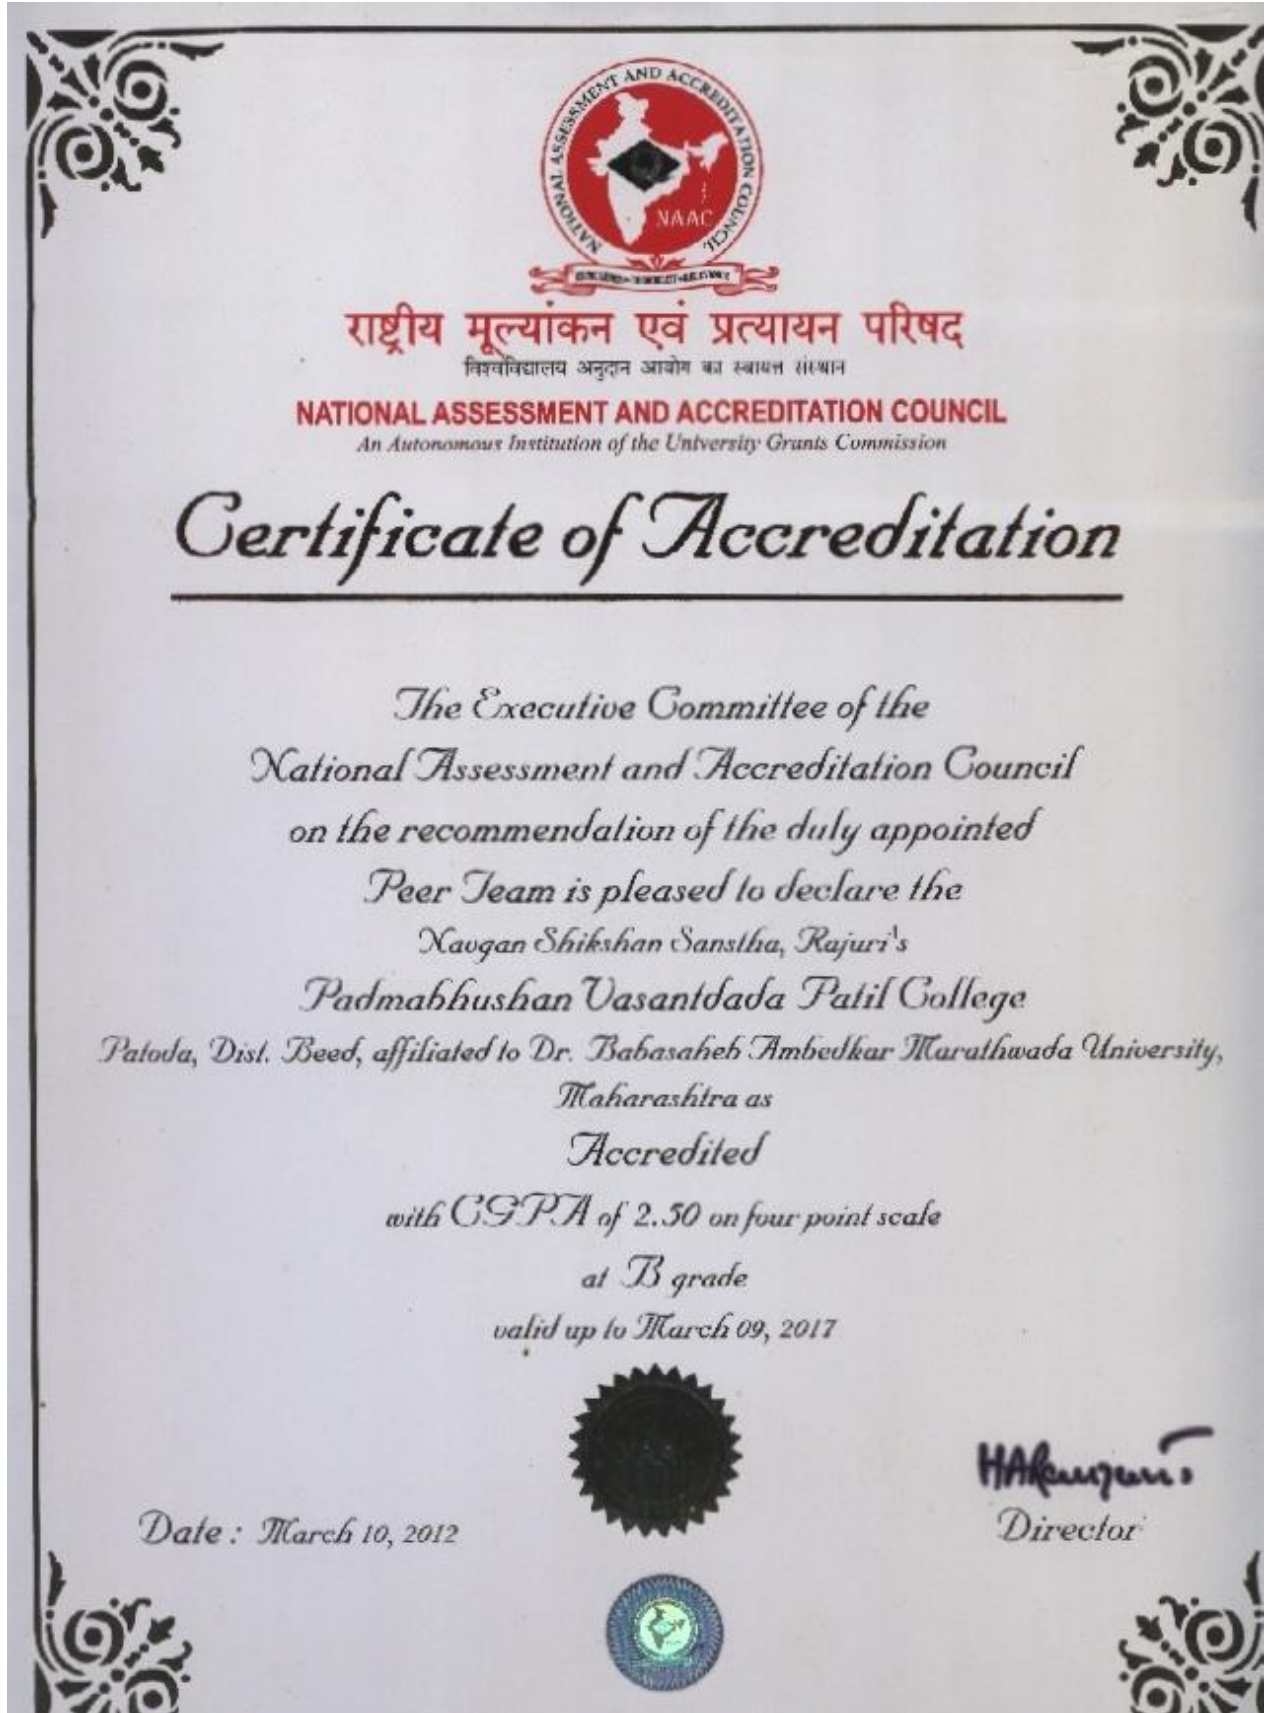 NATIONAL ASSESSMENT AND ACCREDITATION COUNCIL
NAAC
राष्ट्रीय मूल्यांकन एवं प्रत्यायन परिषद
विश्वविद्यालय अनुदान आयोग का स्वायत्त संस्थान
NATIONAL ASSESSMENT AND ACCREDITATION COUNCIL
An Autonomous Institution of the University Grants Commission
Certificate of Accreditation
The Executive Committee of the
National Assessment and Accreditation Council
on the recommendation of the duly appointed
Peer Team is pleased to declare the
Navgan Shikshan Sanstha, Rajuri's
Padmabhushan Vasantdada Patil College
Patoda, Dist. Beed, affiliated to Dr. Babasaheb Ambedkar Marathwada University,
Maharashtra as
Accredited
with CGPA of 2.50 on four point scale
at B grade
valid up to March 09, 2017
Date : March 10, 2012
Director